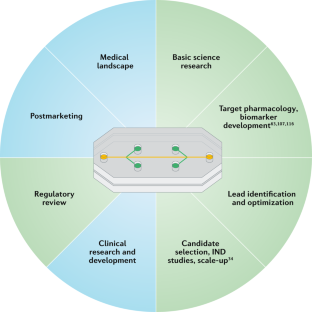 Medical
landscape
Basic science
research
Postmarketing
Target pharmacology,
biomarker
development
Regulatory
review
Lead identification
and optimization
Clinical
research and
development
Candidate
selection, IND
studies, scale-up